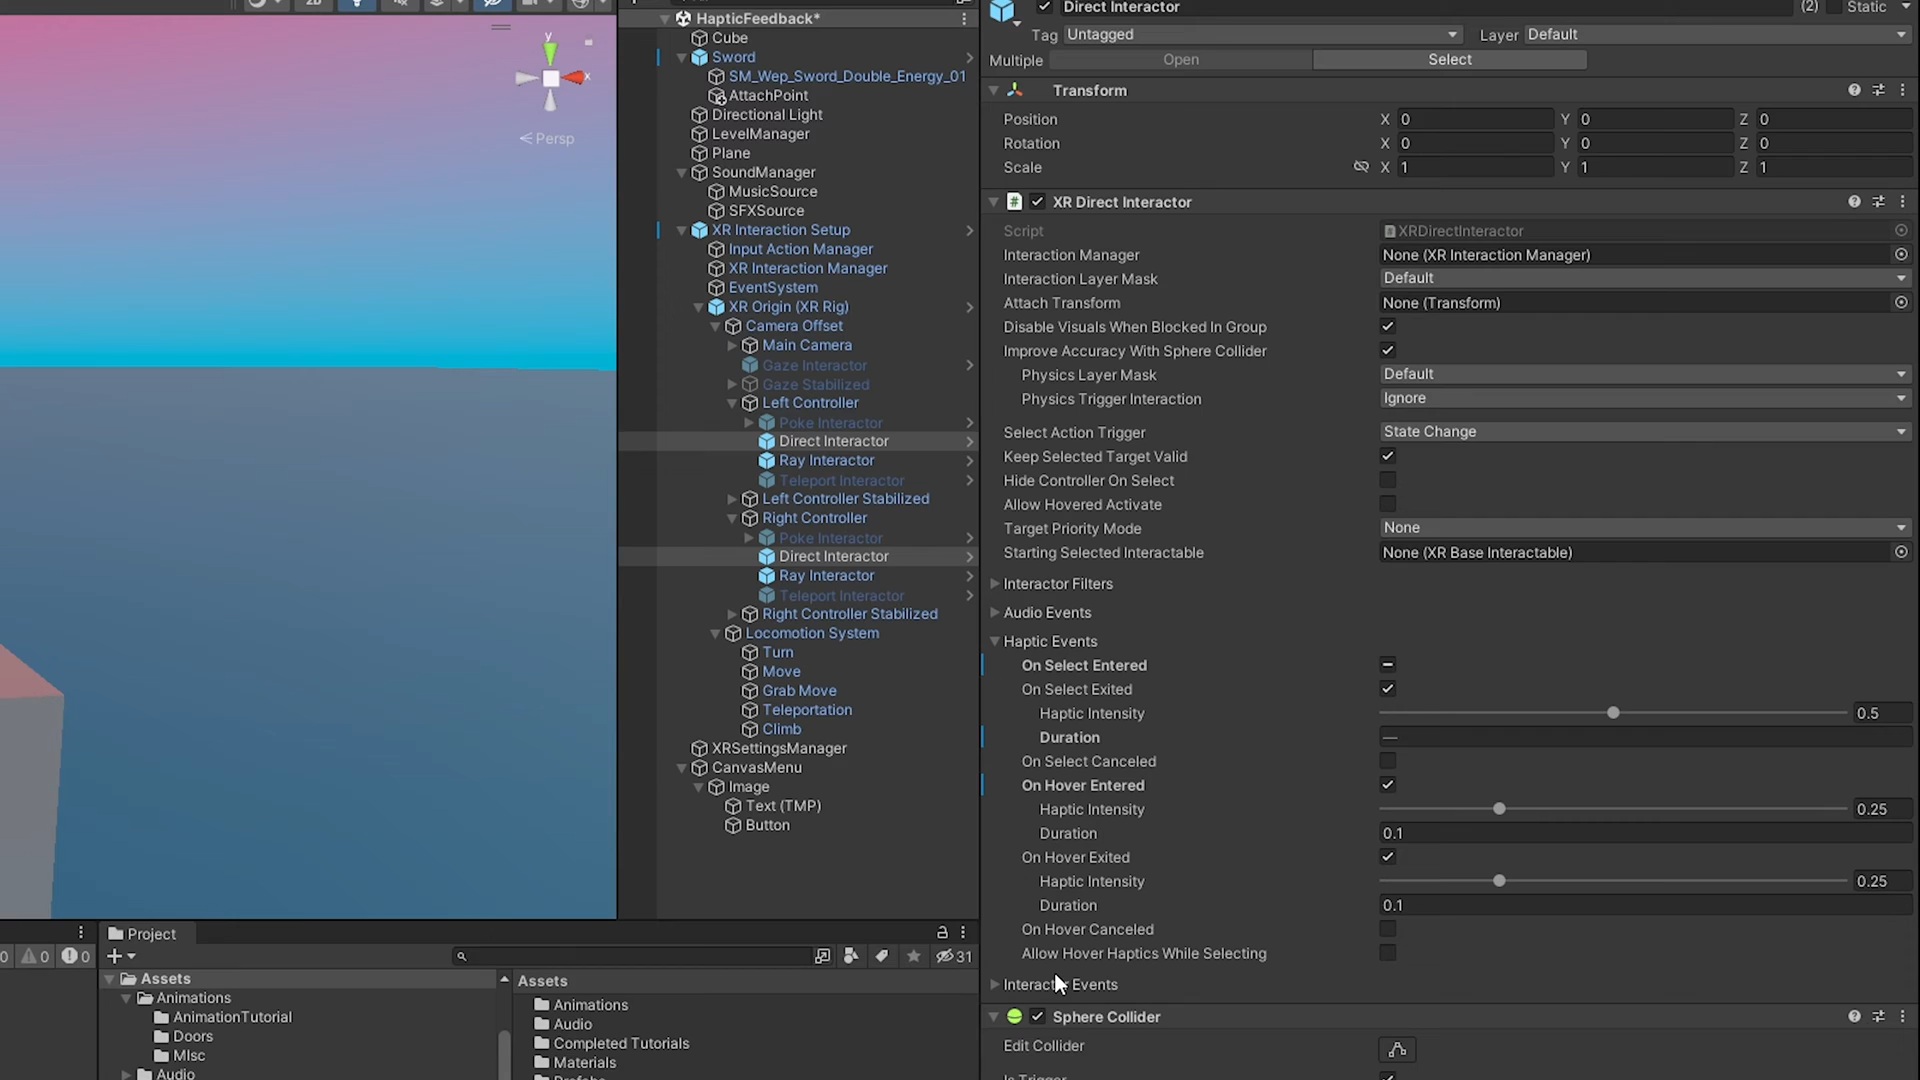 2D
HapticFeedback*
Cube
Sword
SM_Wep_Sword_Double_Energy_01
AttachPoint
Directional Light
LevelManager
Plane
SoundManager
MusicSource
SFXSource
XR Interaction Setup
Input Action Manager
XR Interaction Manager
EventSystem
XR Origin (XR Rig)
Camera Offset
Main Camera
Gaze Interactor
Gaze Stabilized
Left Controller
Poke Interactor
Direct Interactor
Ray Interactor
Teleport Interactor
Left Controller Stabilized
Right Controller
Poke Interactor
Direct Interactor
Ray Interactor
Teleport Interactor
Right Controller Stabilized
Locomotion System
Turn
Move
Grab Move
Teleportation
Climb
XRSettingsManager
CanvasMenu
Image
Text (TMP)
Button
y
x
Persp
Direct Interactor (2) Static
Tag Untagged Layer Default
Multiple Open Select
Transform
Position X 0 Y 0 Z 0
Rotation X 0 Y 0 Z 0
Scale X 1 Y 1 Z 1
XR Direct Interactor
Script XRDirectInteractor
Interaction Manager None (XR Interaction Manager)
Interaction Layer Mask Default
Attach Transform None (Transform)
Disable Visuals When Blocked In Group
Improve Accuracy With Sphere Collider
Physics Layer Mask Default
Physics Trigger Interaction Ignore
Select Action Trigger State Change
Keep Selected Target Valid
Hide Controller On Select
Allow Hovered Activate
Target Priority Mode None
Starting Selected Interactable None (XR Base Interactable)
Interactor Filters
Audio Events
Haptic Events
On Select Entered
On Select Exited
Haptic Intensity 0.5
Duration —
On Select Canceled
On Hover Entered
Haptic Intensity 0.25
Duration 0.1
On Hover Exited
Haptic Intensity 0.25
Duration 0.1
On Hover Canceled
Allow Hover Haptics While Selecting
Interactor Events
Sphere Collider
Edit Collider
Project
0 0 0
31
Assets
Animations
AnimationTutorial
Doors
MIsc
Audio
Assets
Animations
Audio
Completed Tutorials
Materials